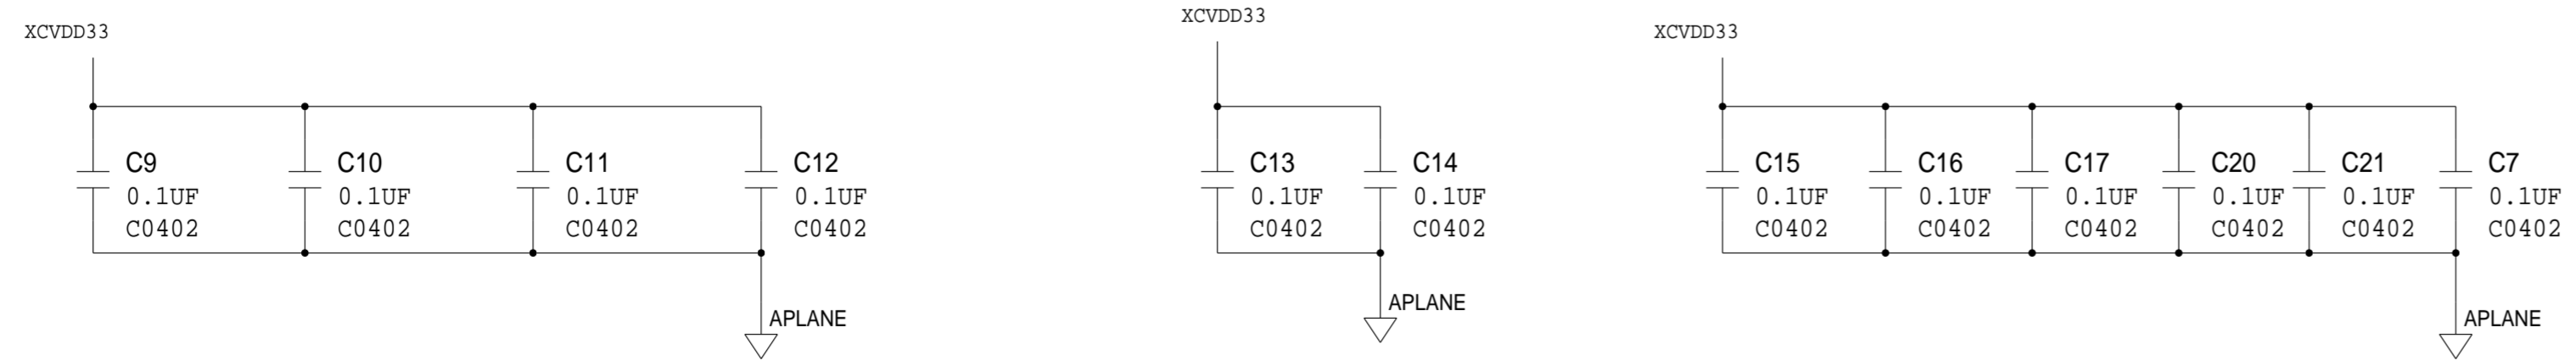 XCVDD33
C9
0.1UF
C0402
C10
0.1UF
C0402
C11
0.1UF
C0402
C12
0.1UF
C0402
APLANE
XCVDD33
C13
0.1UF
C0402
C14
0.1UF
C0402
APLANE
XCVDD33
C15
0.1UF
C0402
C16
0.1UF
C0402
C17
0.1UF
C0402
C20
0.1UF
C0402
C21
0.1UF
C0402
C7
0.1UF
C0402
APLANE